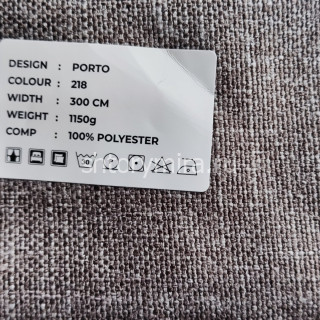 DESIGN : PORTO
COLOUR : 218
WIDTH : 300 CM
WEIGHT : 1150g
COMP : 100% POLYESTER